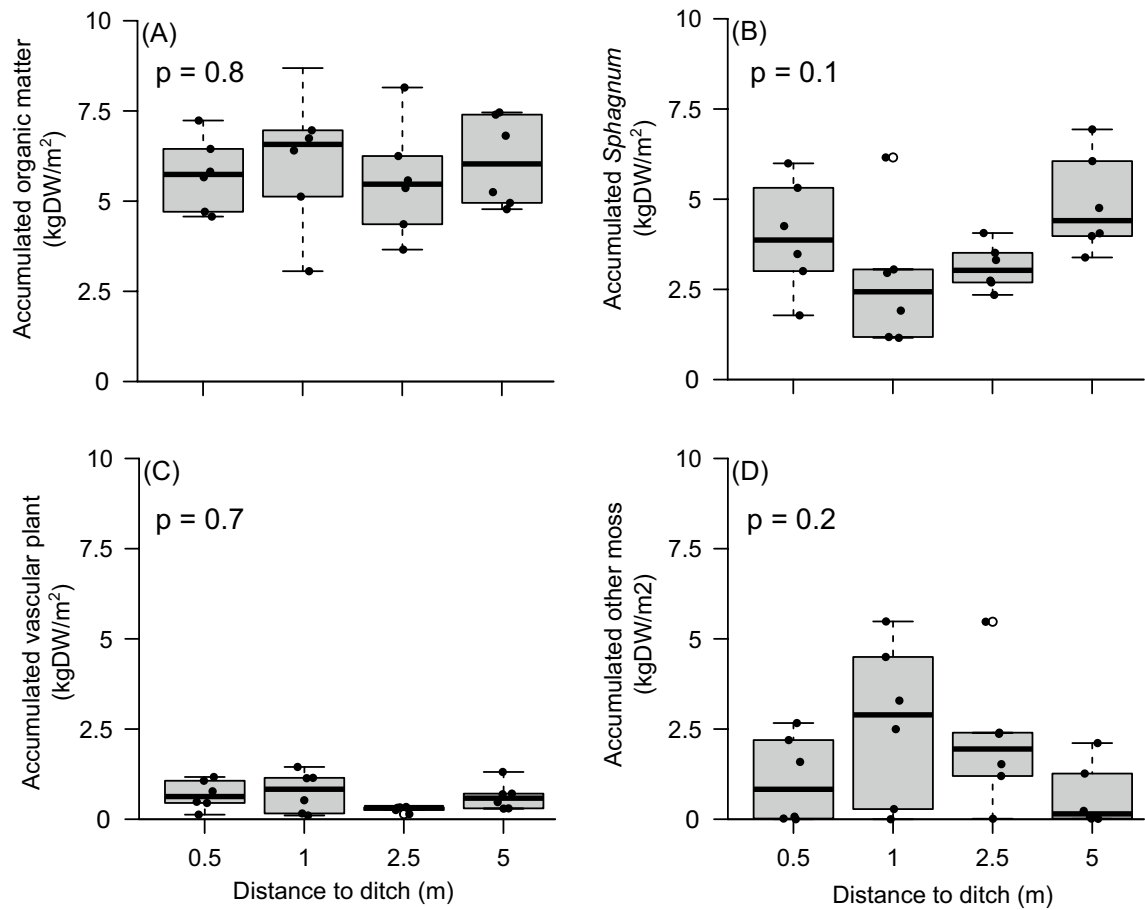 (A)
p = 0.8
Accumulated organic matter
(kgDW/m²)
10
7.5
5
2.5
0
(B)
p = 0.1
Accumulated Sphagnum
(kgDW/m²)
10
7.5
5
2.5
0
(C)
p = 0.7
Accumulated vascular plant
(kgDW/m²)
10
7.5
5
2.5
0
0.5 1 2.5 5
Distance to ditch (m)
(D)
p = 0.2
Accumulated other moss
(kgDW/m2)
10
7.5
5
2.5
0
0.5 1 2.5 5
Distance to ditch (m)